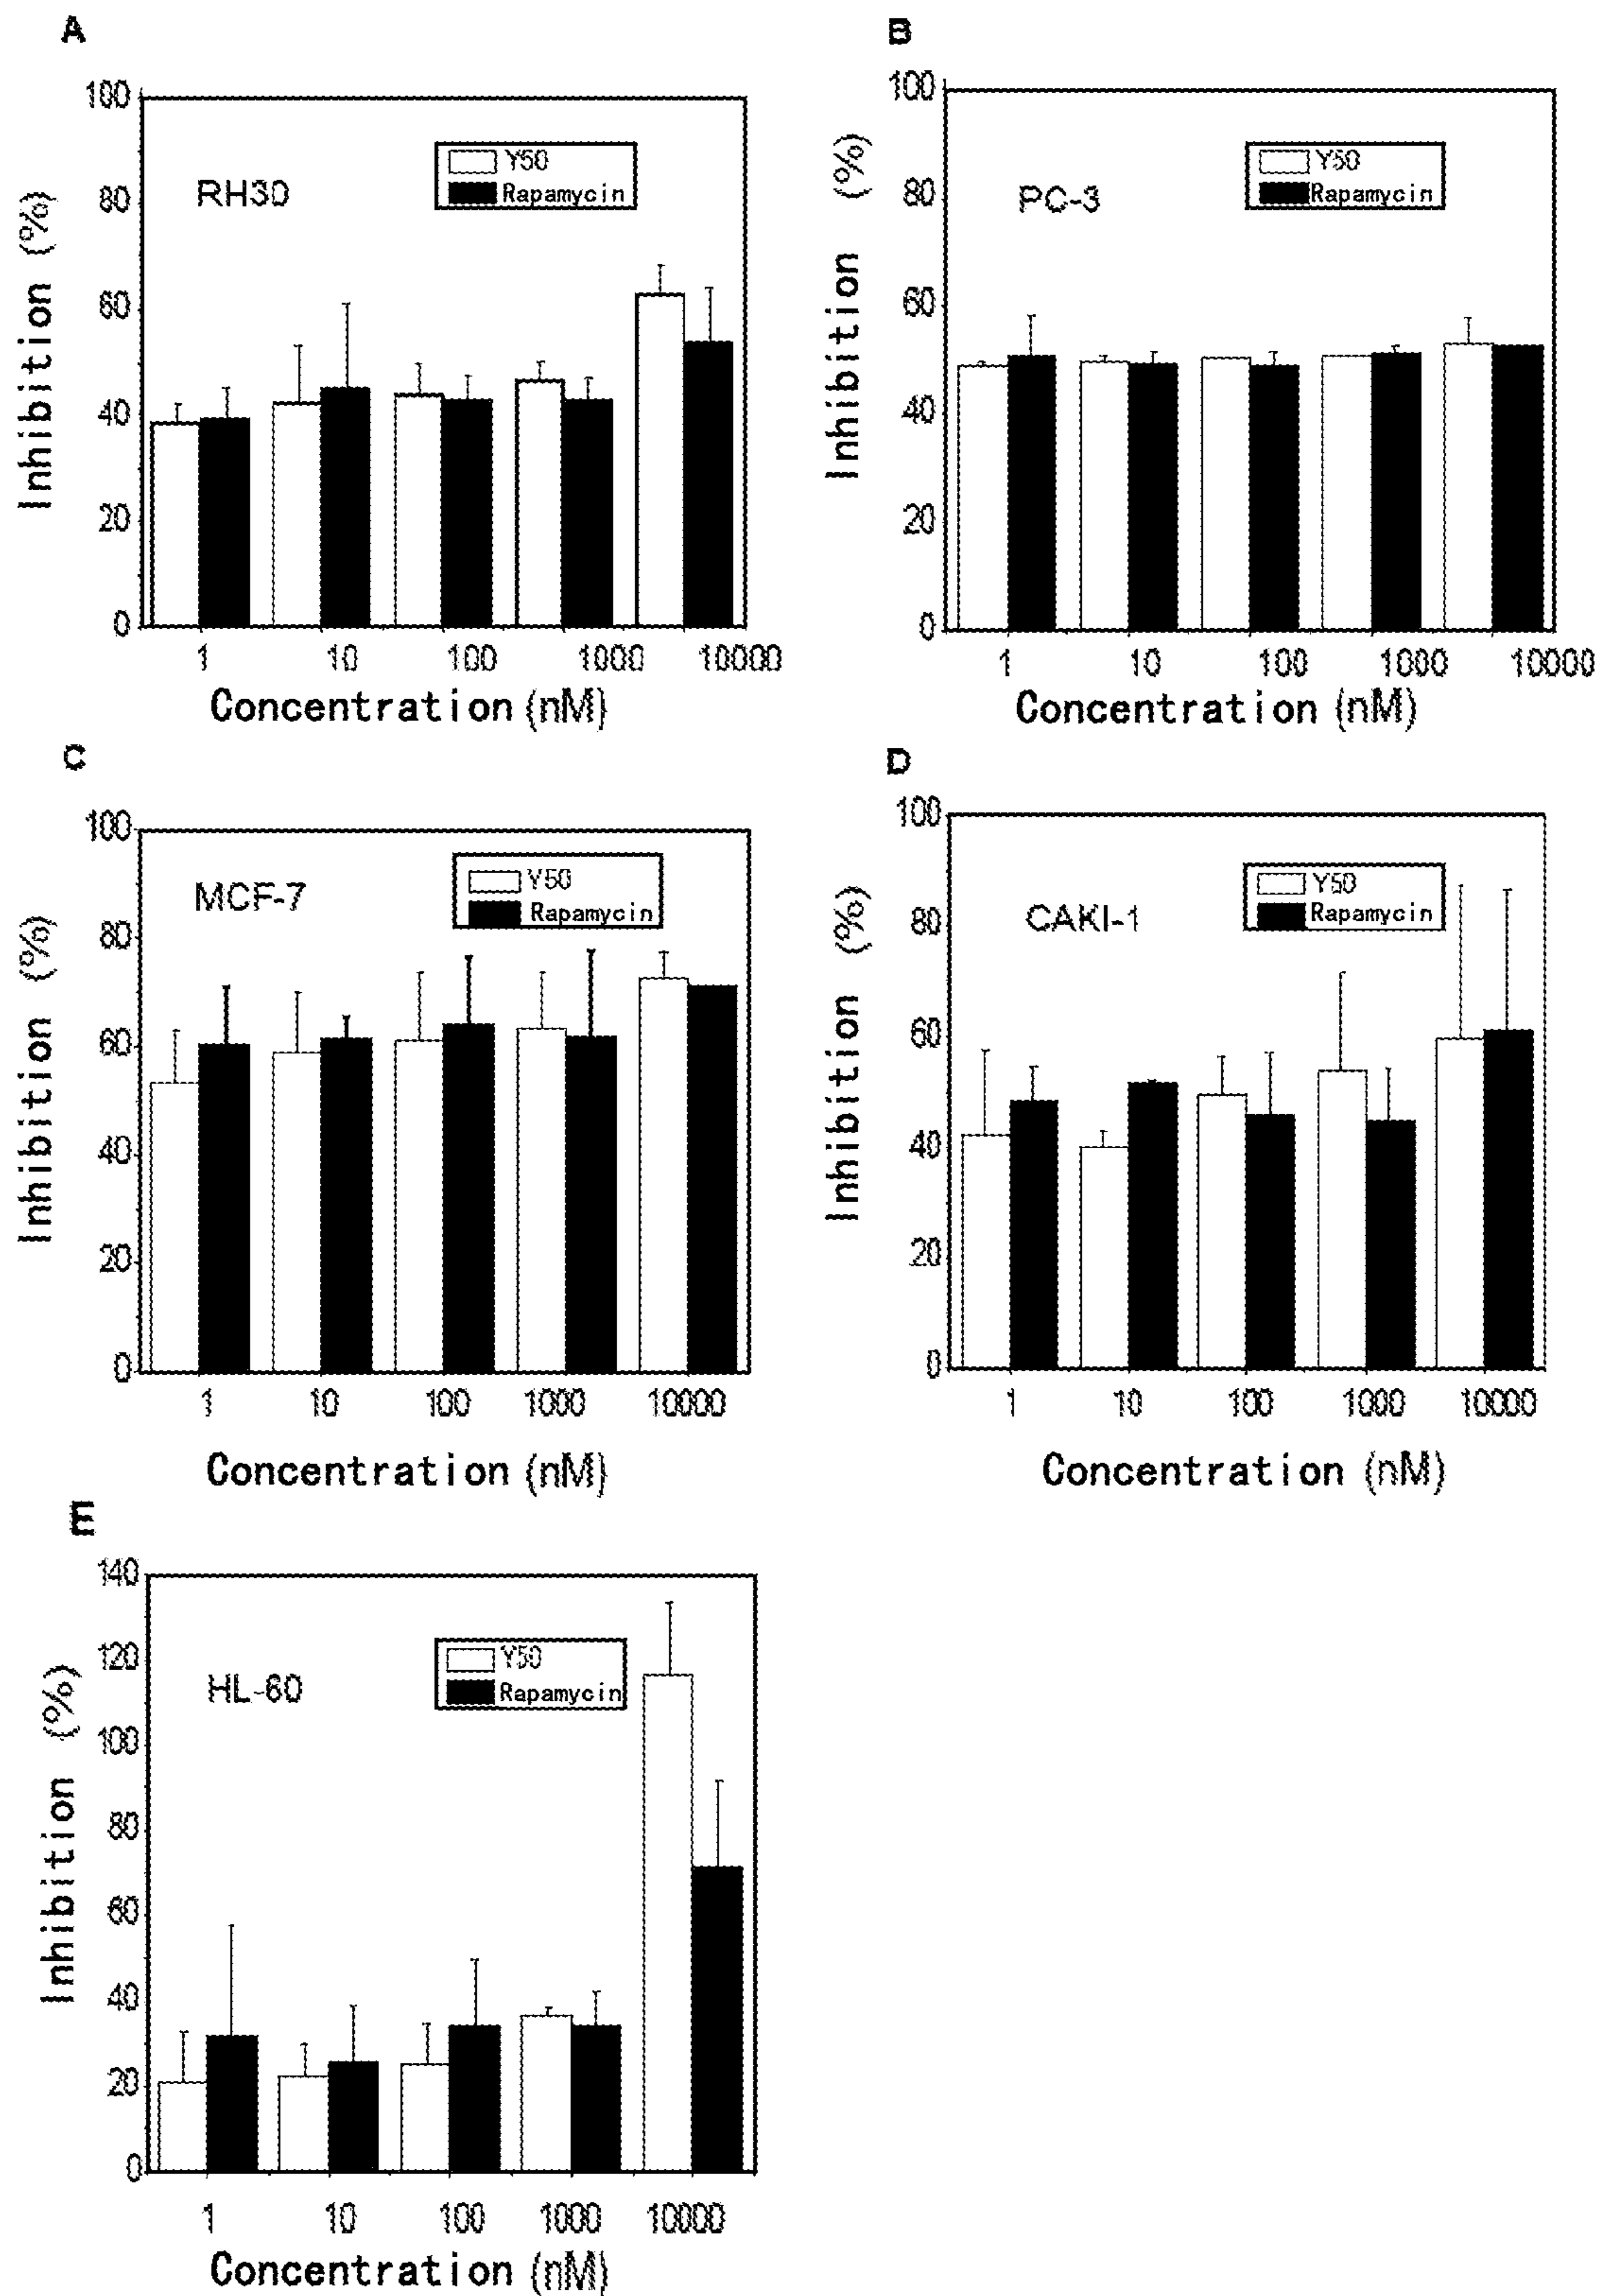 A
100
80
60
40
20
0
Inhibition (%)
RH30
Y50
Rapamycin
1 10 100 1000 10000
Concentration (nM)
B
100
80
60
40
20
0
Inhibition (%)
PC-3
Y50
Rapamycin
1 10 100 1000 10000
Concentration (nM)
C
100
80
60
40
20
0
Inhibition (%)
MCF-7
Y50
Rapamycin
1 10 100 1000 10000
Concentration (nM)
D
100
80
60
40
20
0
Inhibition (%)
CAKI-1
Y50
Rapamycin
1 10 100 1000 10000
Concentration (nM)
E
140
120
100
80
60
40
20
0
Inhibition (%)
HL-60
Y50
Rapamycin
1 10 100 1000 10000
Concentration (nM)